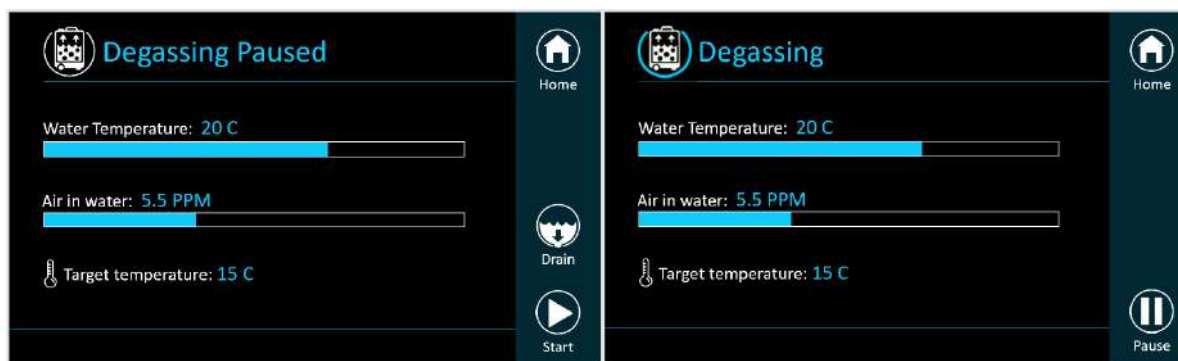 Degassing Paused
Home
Water Temperature: 20 C
Air in water: 5.5 PPM
Drain
Target temperature: 15 C
Start
Degassing
Home
Water Temperature: 20 C
Air in water: 5.5 PPM
Target temperature: 15 C
Pause